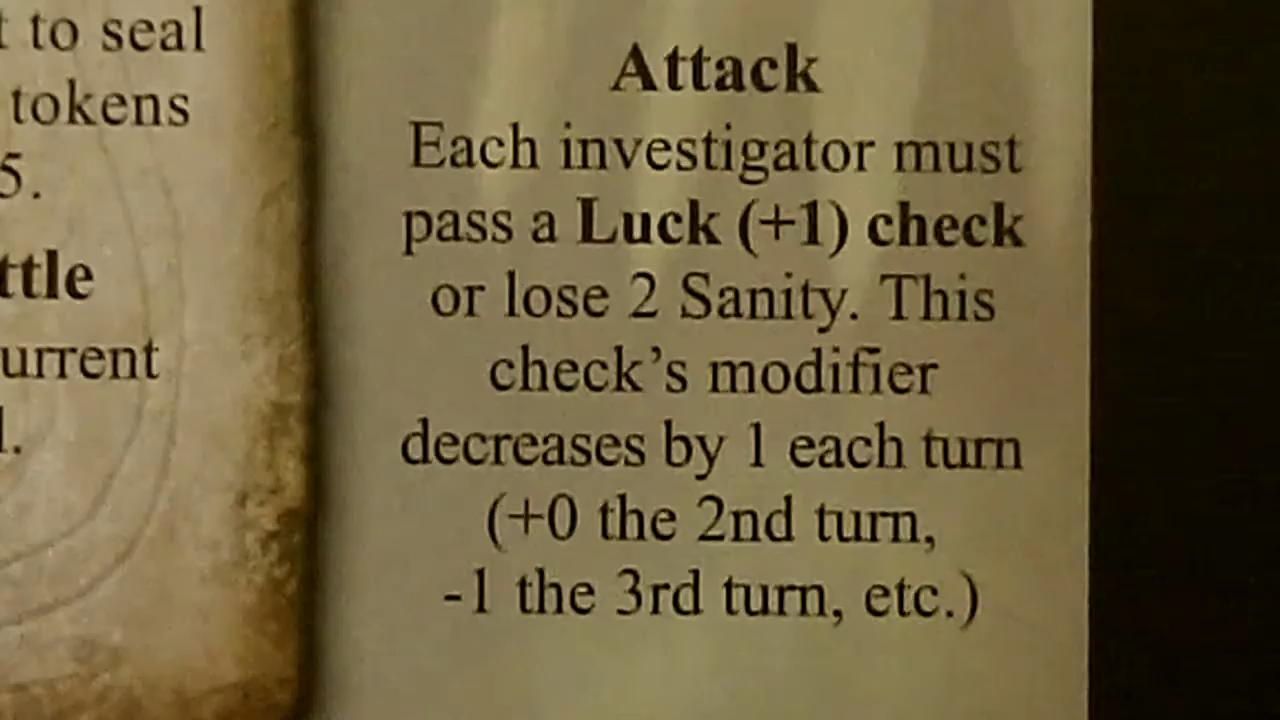 t to seal
tokens
5.
ttle
urrent
l.
Attack
Each investigator must
pass a Luck (+1) check
or lose 2 Sanity. This
check’s modifier
decreases by 1 each turn
(+0 the 2nd turn,
-1 the 3rd turn, etc.)